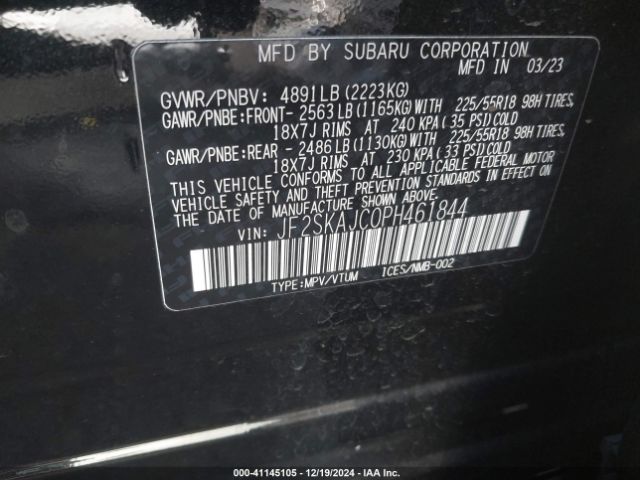 MFD BY SUBARU CORPORATION
MFD IN 03/23
GVWR/PNBV: 4891LB (2223KG)
GAWR/PNBE:FRONT- 2563LB (1165KG)WITH 225/55R18 98H TIRES,
18X7J RIMS AT 240 KPA (35 PSI)COLD
GAWR/PNBE:REAR - 2486LB (1130KG)WITH 225/55R18 98H TIRES,
18X7J RIMS AT 230 KPA (33 PSI)COLD
THIS VEHICLE CONFORMS TO ALL APPLICABLE FEDERAL MOTOR
VEHICLE SAFETY AND THEFT PREVENTION STANDARDS IN EFFECT ON
THE DATE OF MANUFACTURE SHOWN ABOVE.
VIN: JF2SKAJC0PH461844
TYPE:MPV/VTUM ICES/NMB-002
000-41145105 - 12/19/2024 - IAA Inc.